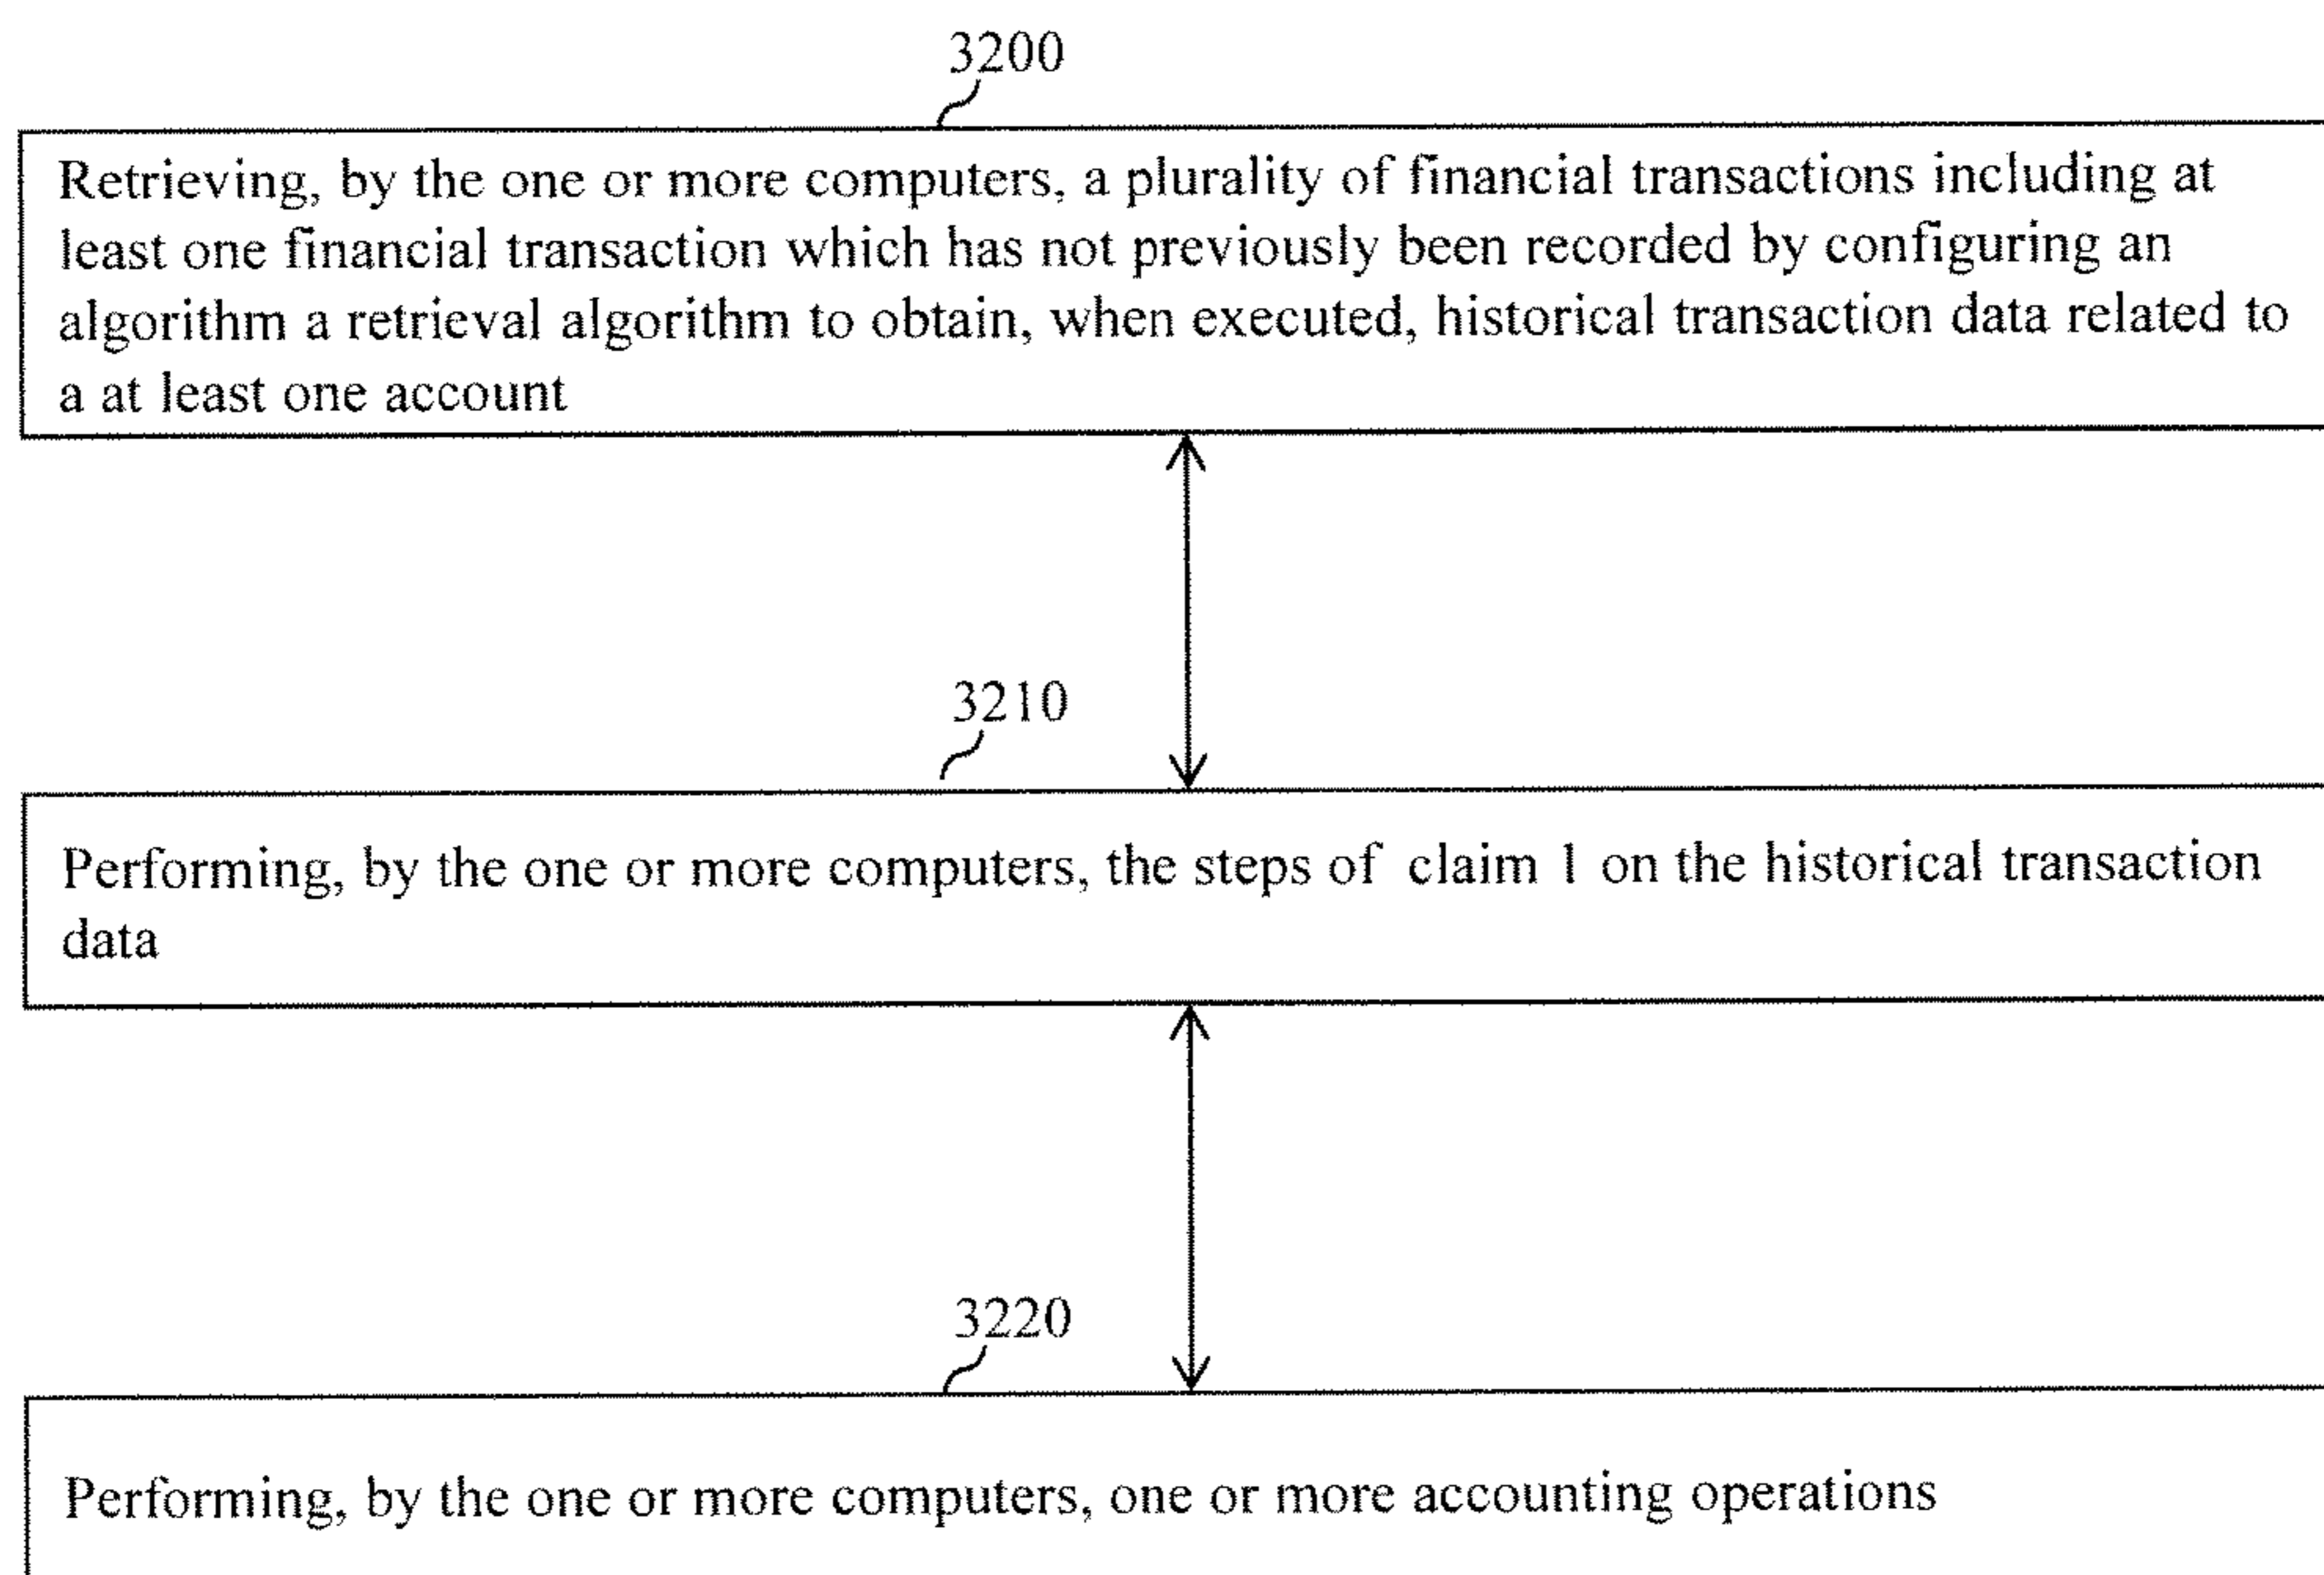 3200
Retrieving, by the one or more computers, a plurality of financial transactions including at
least one financial transaction which has not previously been recorded by configuring an
algorithm a retrieval algorithm to obtain, when executed, historical transaction data related to
a at least one account
3210
Performing, by the one or more computers, the steps of claim 1 on the historical transaction
data
3220
Performing, by the one or more computers, one or more accounting operations